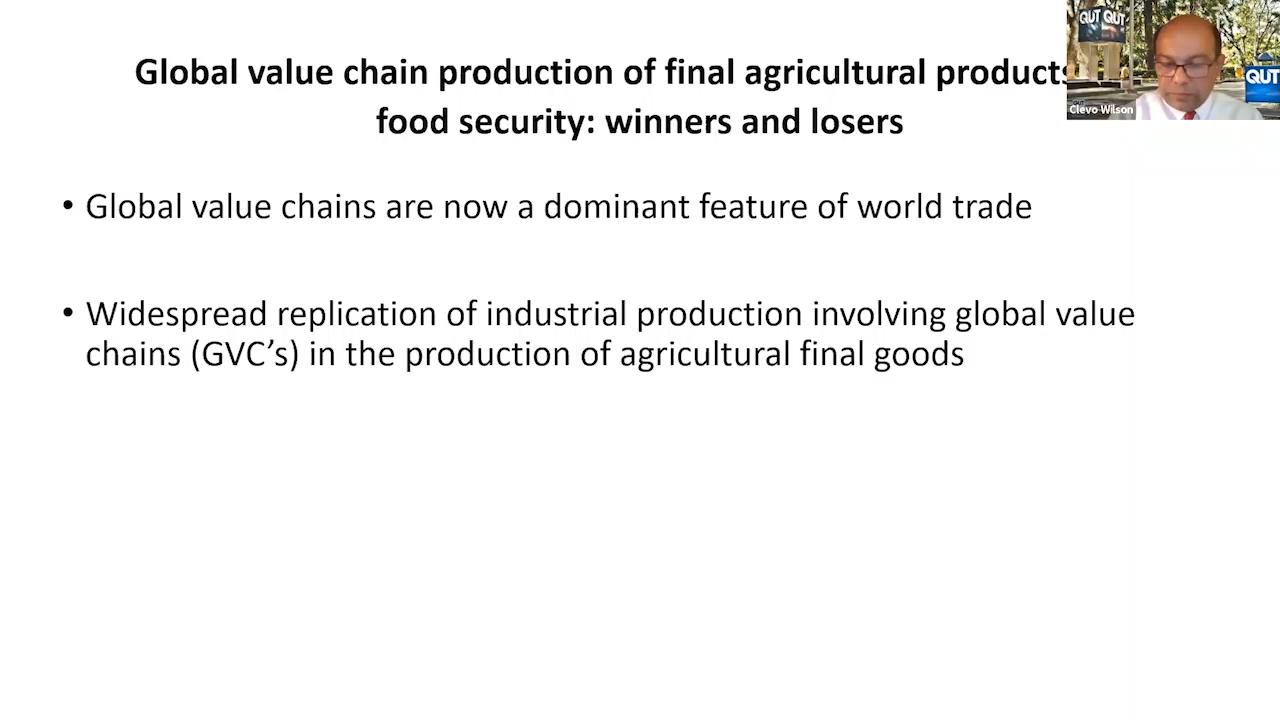 Global value chain production of final agricultural products
food security: winners and losers
QUT QUT
QUT
Clevo Wilson
• Global value chains are now a dominant feature of world trade
• Widespread replication of industrial production involving global value
chains (GVC’s) in the production of agricultural final goods